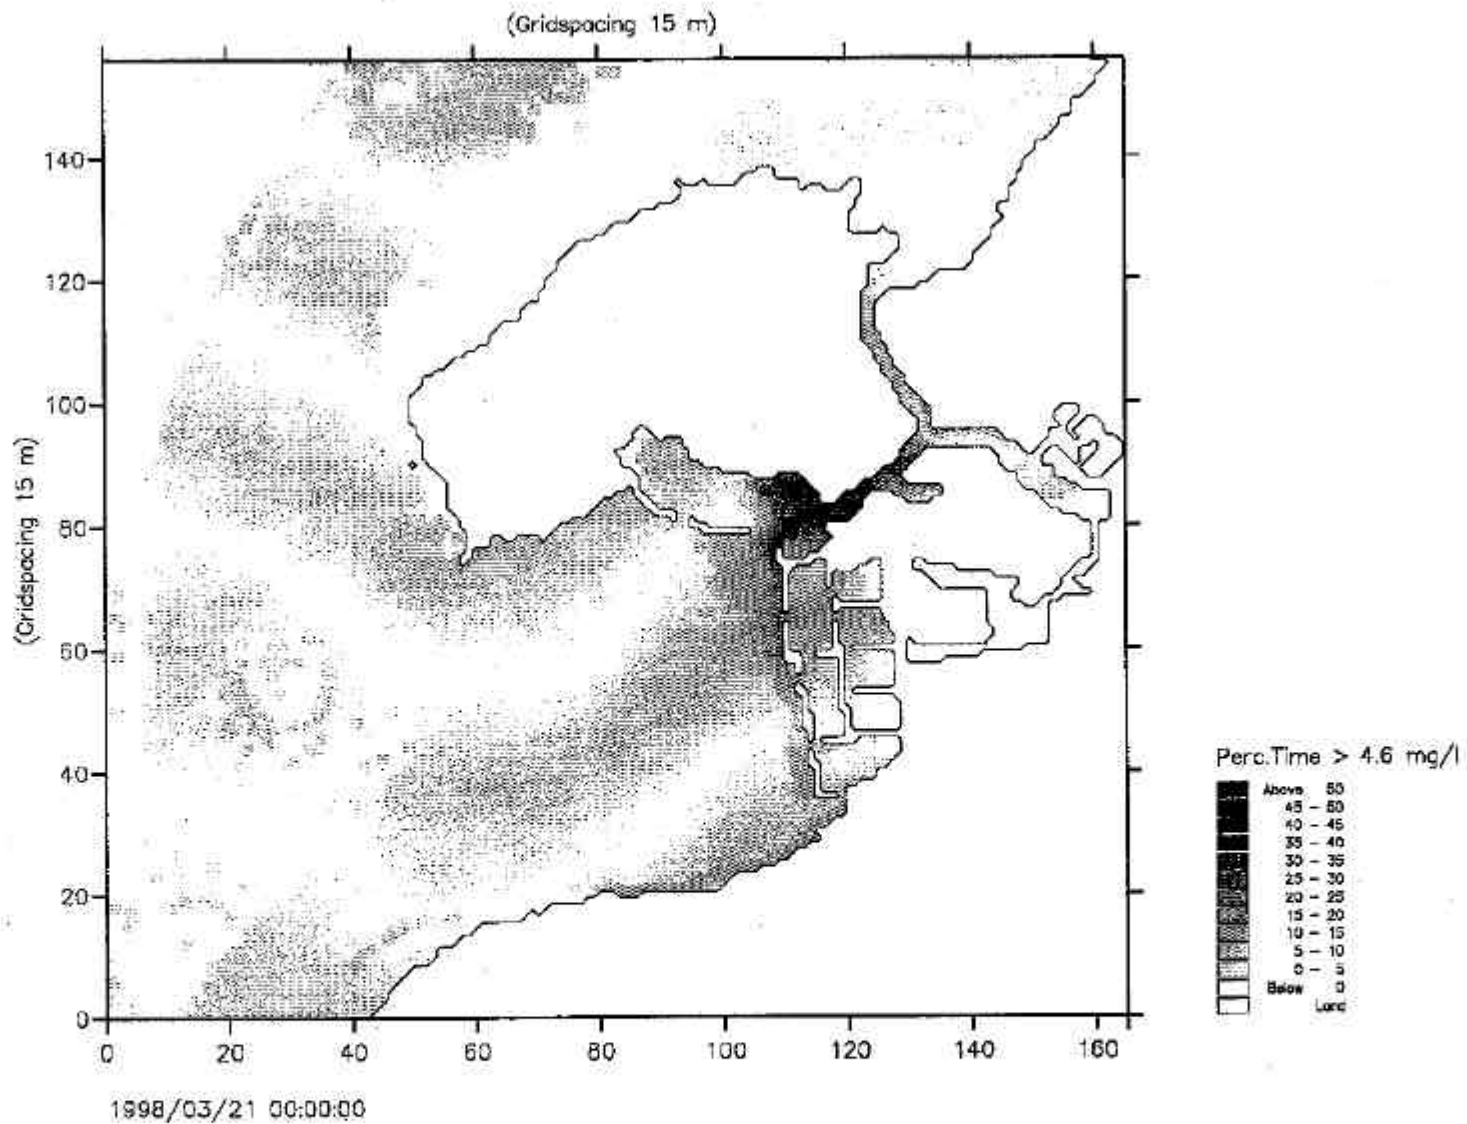 (Gridspacing 15 m)
140
120
100
80
60
40
20
0
(Gridspacing 15 m)
0 20 40 60 80 100 120 140 160
1998/03/21 00:00:00
Perc.Time > 4.6 mg/l
Above 50
45 - 50
40 - 45
35 - 40
30 - 35
25 - 30
20 - 25
15 - 20
10 - 15
5 - 10
0 - 5
Below 0
Land